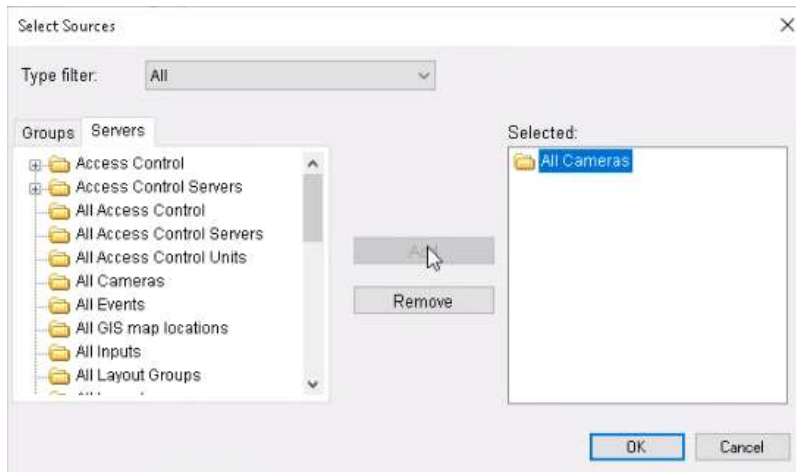 Select Sources
Type filter:
All
Groups
Servers
Selected:
Access Control
Access Control Servers
All Access Control
All Access Control Servers
All Access Control Units
All Cameras
All Events
All GIS map locations
All Inputs
All Layout Groups
All Cameras
Add
Remove
OK
Cancel